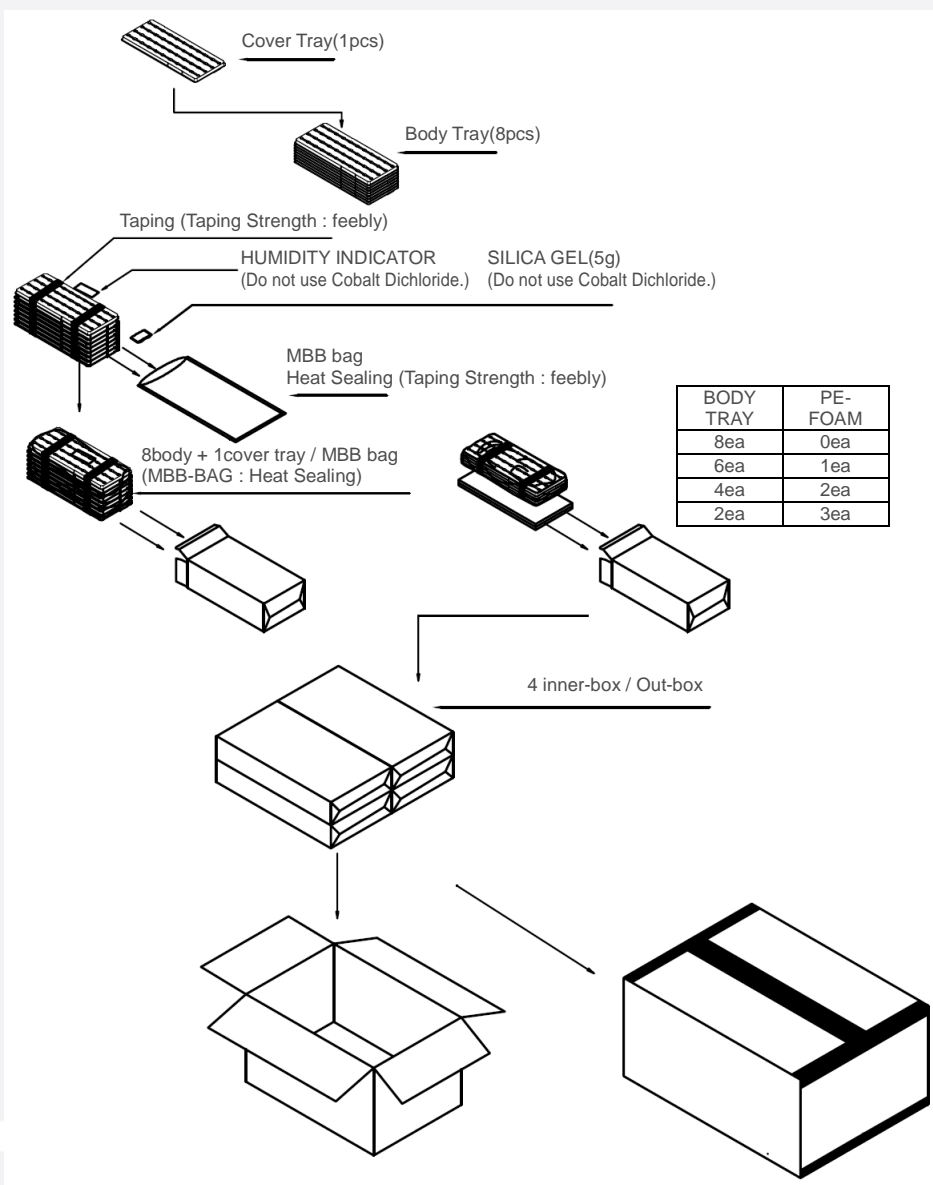 Cover Tray(1pcs)
Body Tray(8pcs)
Taping (Taping Strength : feebly)
HUMIDITY INDICATOR
(Do not use Cobalt Dichloride.)
SILICA GEL(5g)
(Do not use Cobalt Dichloride.)
MBB bag
Heat Sealing (Taping Strength : feebly)
BODY TRAY PE-FOAM
8ea 0ea
6ea 1ea
4ea 2ea
2ea 3ea
8body + 1cover tray / MBB bag
(MBB-BAG : Heat Sealing)
4 inner-box / Out-box